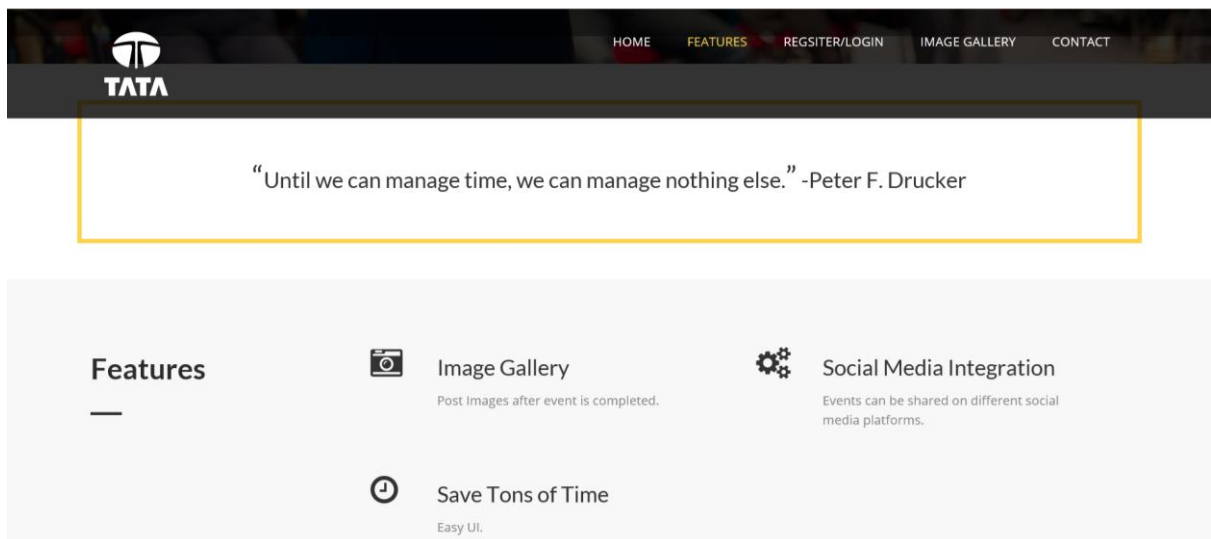 TATA
HOME FEATURES REGSITER/LOGIN IMAGE GALLERY CONTACT
“Until we can manage time, we can manage nothing else.” -Peter F. Drucker
Features
Image Gallery
Post Images after event is completed.
Social Media Integration
Events can be shared on different social
media platforms.
Save Tons of Time
Easy UI.